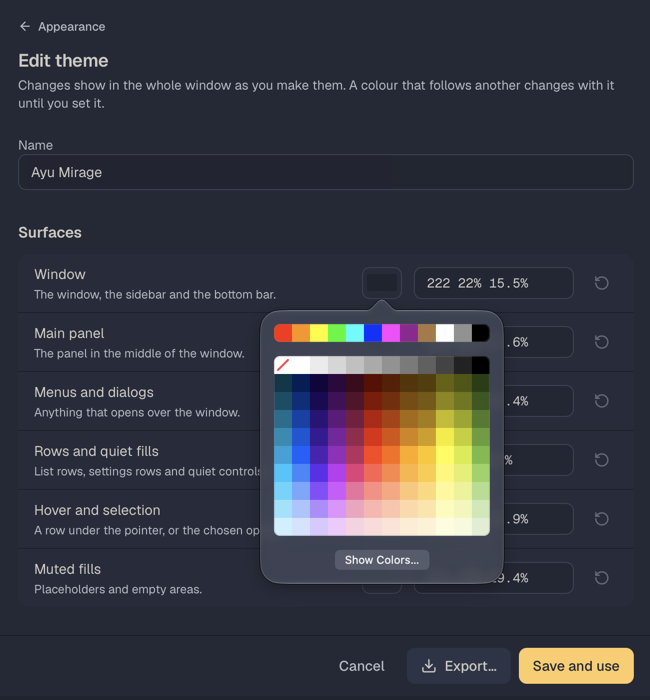 Appearance
Edit theme
Changes show in the whole window as you make them. A colour that follows another changes with it
until you set it.
Name
Ayu Mirage
Surfaces
Window
The window, the sidebar and the bottom bar.
222 22% 15.5%
Main panel
The panel in the middle of the window.
.6%
Menus and dialogs
Anything that opens over the window.
.4%
Rows and quiet fills
List rows, settings rows and quiet controls
%
Hover and selection
A row under the pointer, or the chosen op
.9%
Muted fills
Placeholders and empty areas.
9.4%
Show Colors...
Cancel
Export...
Save and use